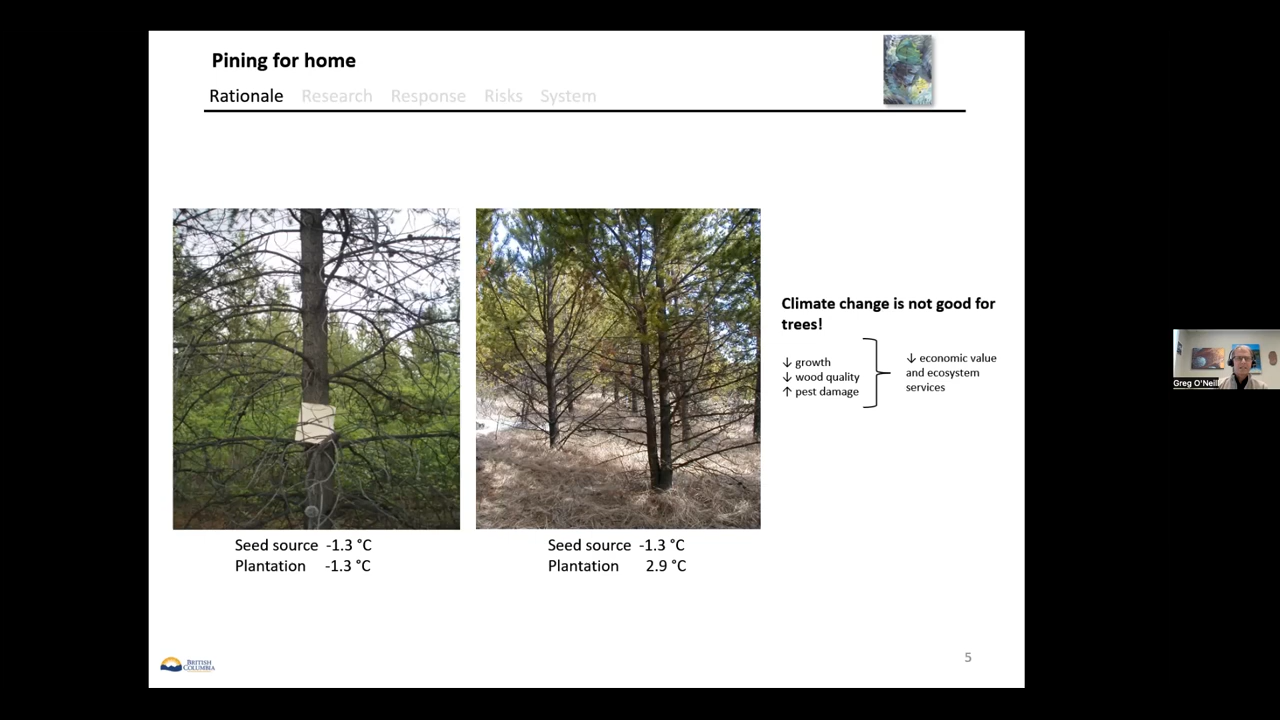 Pining for home
Rationale Research Response Risks System
Climate change is not good for
trees!
↓ growth
↓ wood quality
↑ pest damage
↓ economic value
and ecosystem
services
Greg O'Neill
Seed source -1.3 °C
Plantation -1.3 °C
Seed source -1.3 °C
Plantation 2.9 °C
BRITISH
COLUMBIA
5